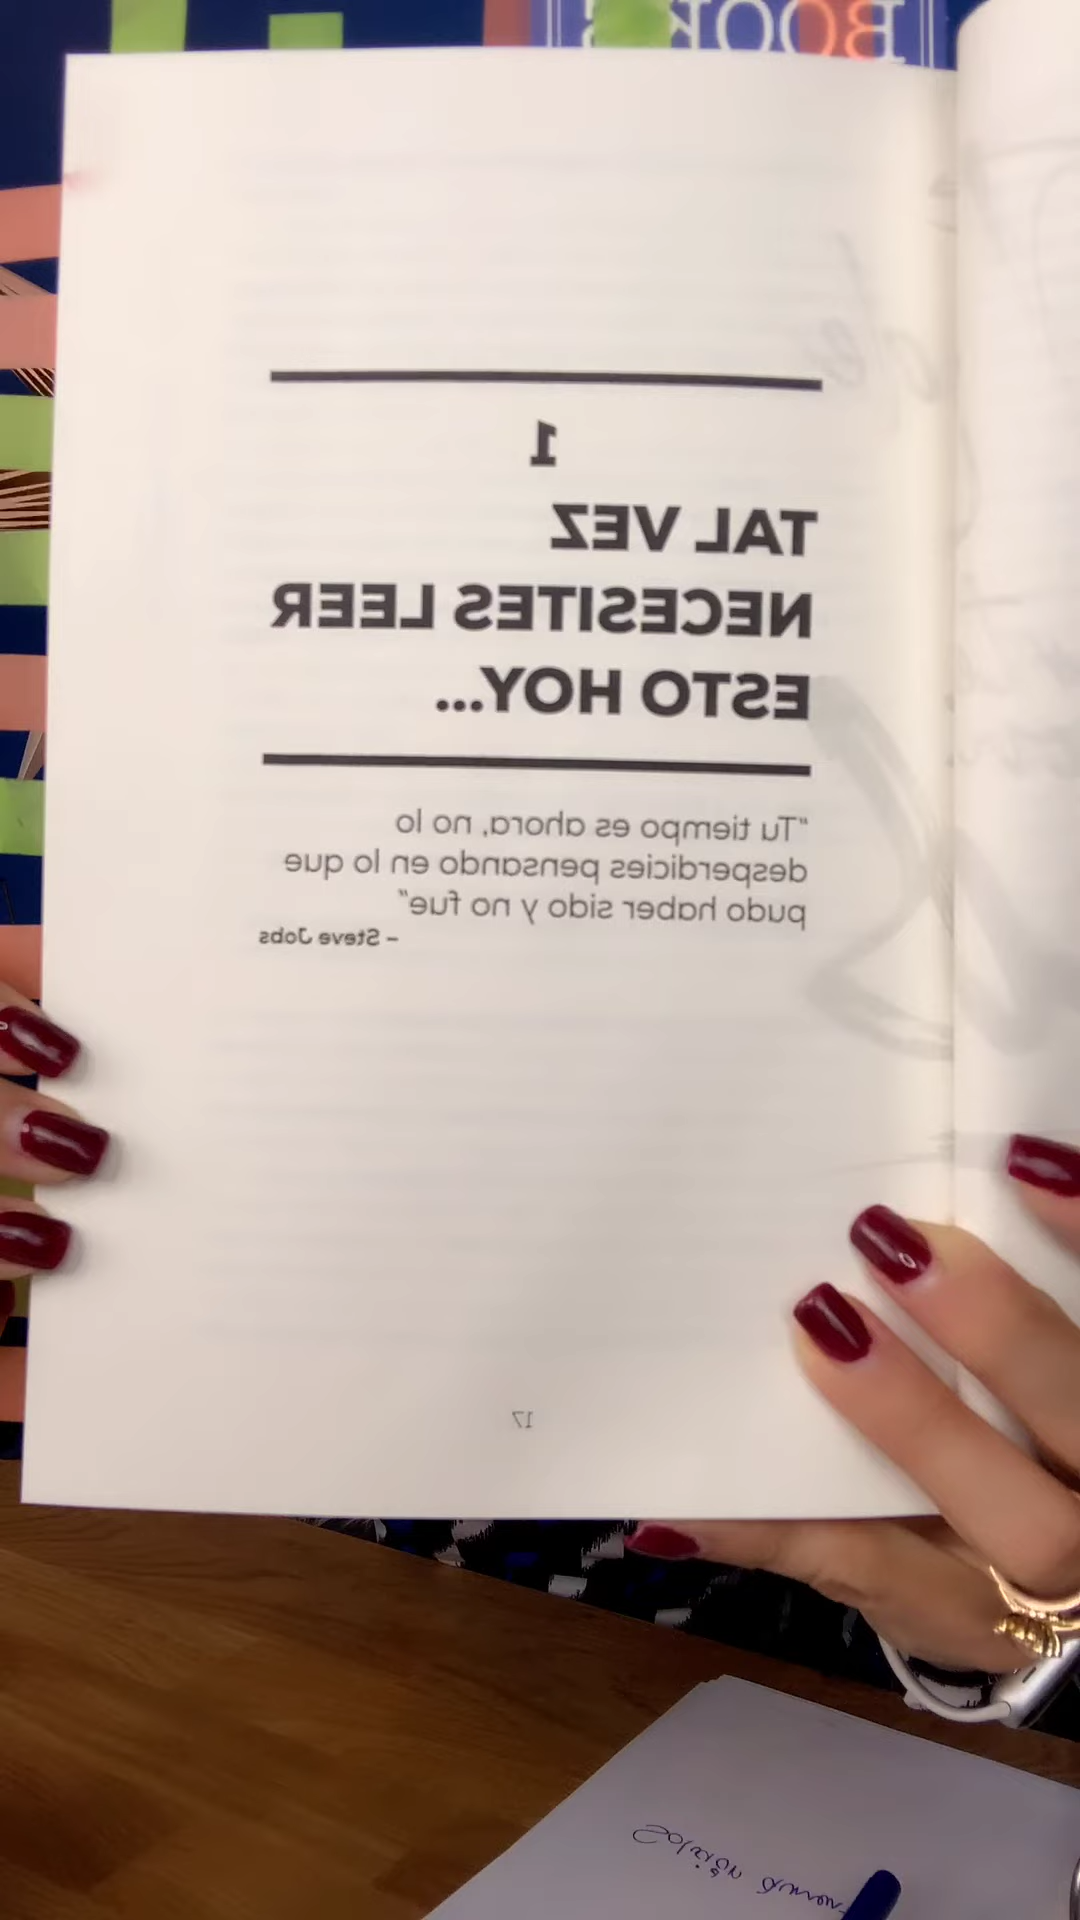 BOOKS
1
TAL VEZ
NECESITES LEER
ESTO HOY...
"Tu tiempo es ahora, no lo
desperdicies pensando en lo que
pudo haber sido y no fue"
– Steve Jobs
17